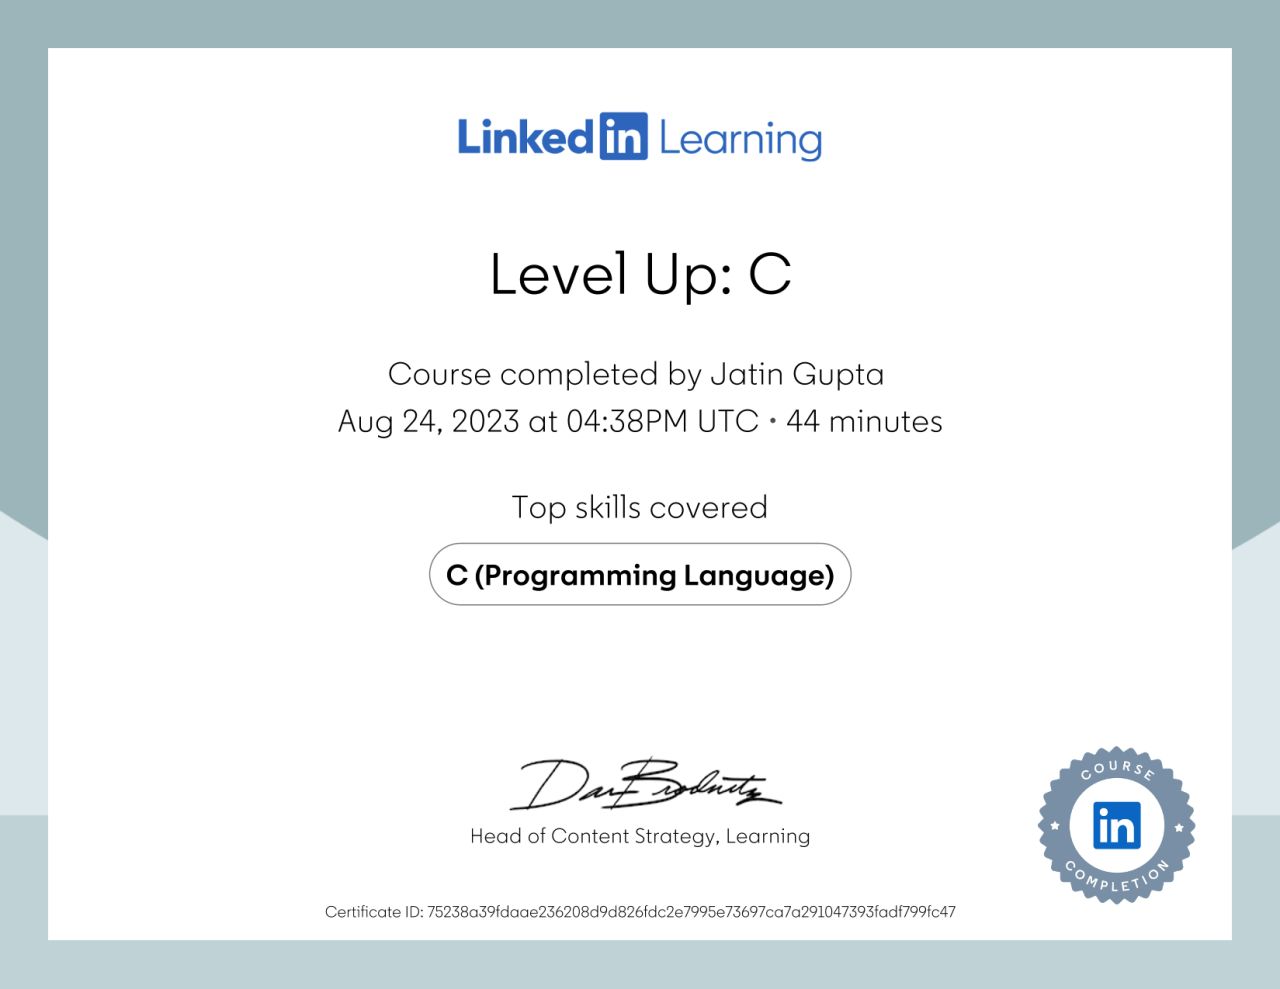 Linked in Learning
Level Up: C
Course completed by Jatin Gupta
Aug 24, 2023 at 04:38PM UTC • 44 minutes
Top skills covered
C (Programming Language)
Dan Brodnitz
Head of Content Strategy, Learning
COURSE
in
COMPLETION
Certificate ID: 75238a39fdaae236208d9d826fdc2e7995e73697ca7a291047393fadf799fc47